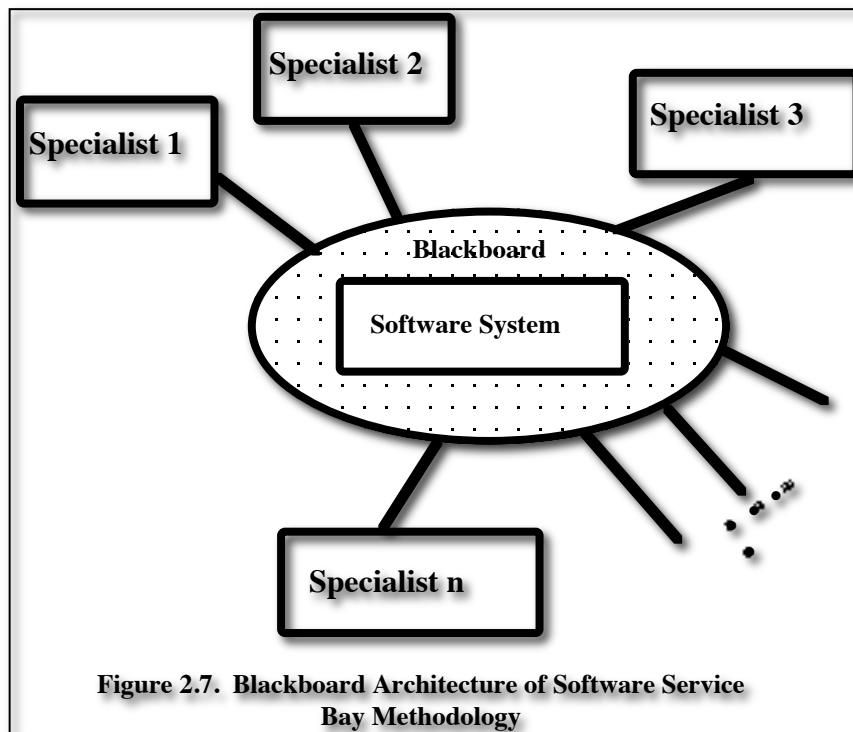 Specialist 2
Specialist 3
Specialist 1
Blackboard
Software System
Specialist n
Figure 2.7. Blackboard Architecture of Software Service
Bay Methodology